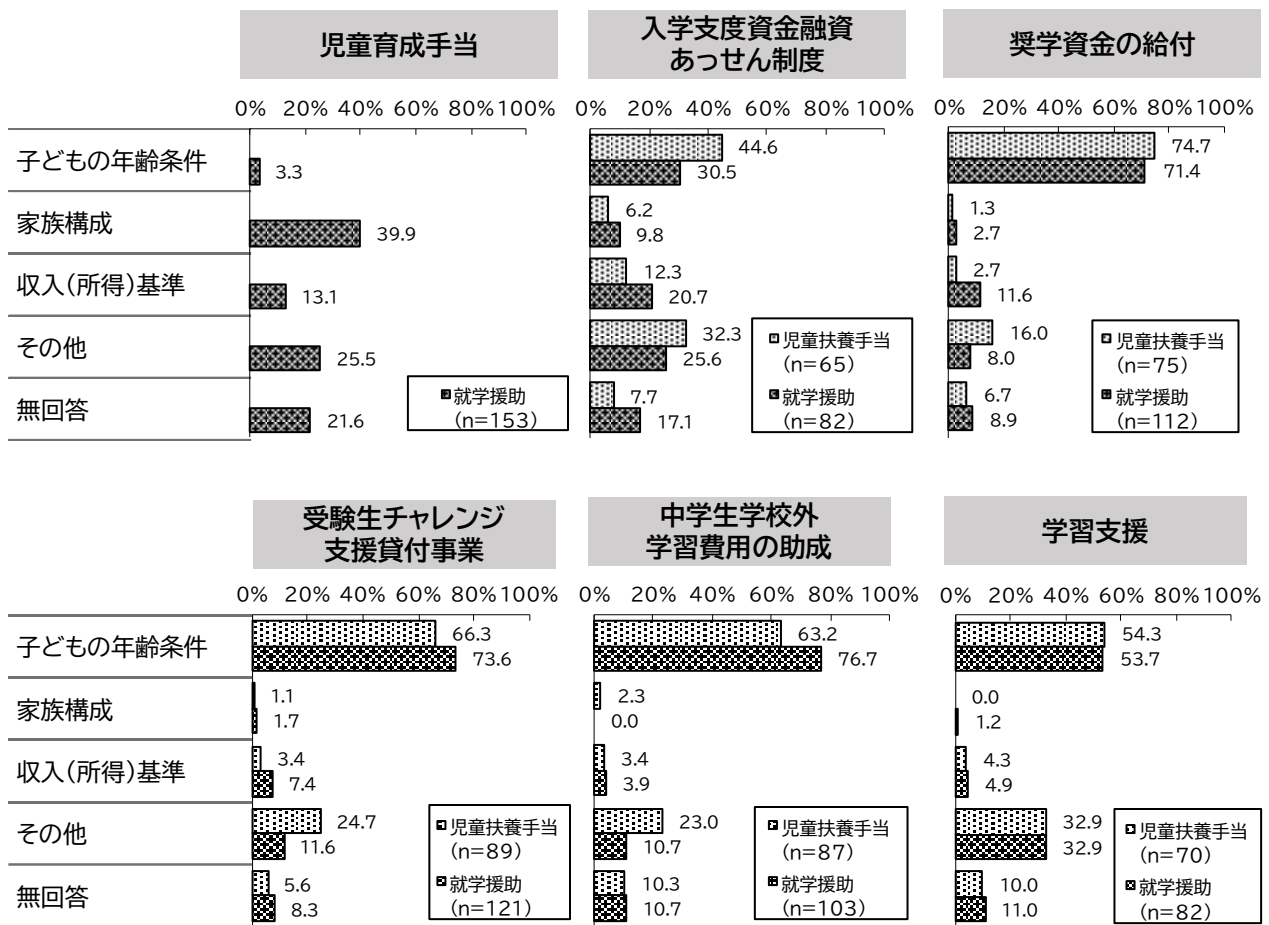 児童育成手当
入学支度資金融資
あっせん制度
奨学資金の給付
0% 20% 40% 60% 80% 100%
0% 20% 40% 60% 80% 100%
0% 20% 40% 60% 80% 100%
子どもの年齢条件
家族構成
収入(所得)基準
その他
無回答
3.3
39.9
13.1
25.5
21.6
就学援助
(n=153)
44.6
30.5
6.2
9.8
12.3
20.7
32.3
25.6
7.7
17.1
児童扶養手当
(n=65)
就学援助
(n=82)
74.7
71.4
1.3
2.7
2.7
11.6
16.0
8.0
6.7
8.9
児童扶養手当
(n=75)
就学援助
(n=112)
受験生チャレンジ
支援貸付事業
中学生学校外
学習費用の助成
学習支援
0% 20% 40% 60% 80% 100%
0% 20% 40% 60% 80% 100%
0% 20% 40% 60% 80% 100%
子どもの年齢条件
家族構成
収入(所得)基準
その他
無回答
66.3
73.6
1.1
1.7
3.4
7.4
24.7
11.6
5.6
8.3
児童扶養手当
(n=89)
就学援助
(n=121)
63.2
76.7
2.3
0.0
3.4
3.9
23.0
10.7
10.3
10.7
児童扶養手当
(n=87)
就学援助
(n=103)
54.3
53.7
0.0
1.2
4.3
4.9
32.9
32.9
10.0
11.0
児童扶養手当
(n=70)
就学援助
(n=82)